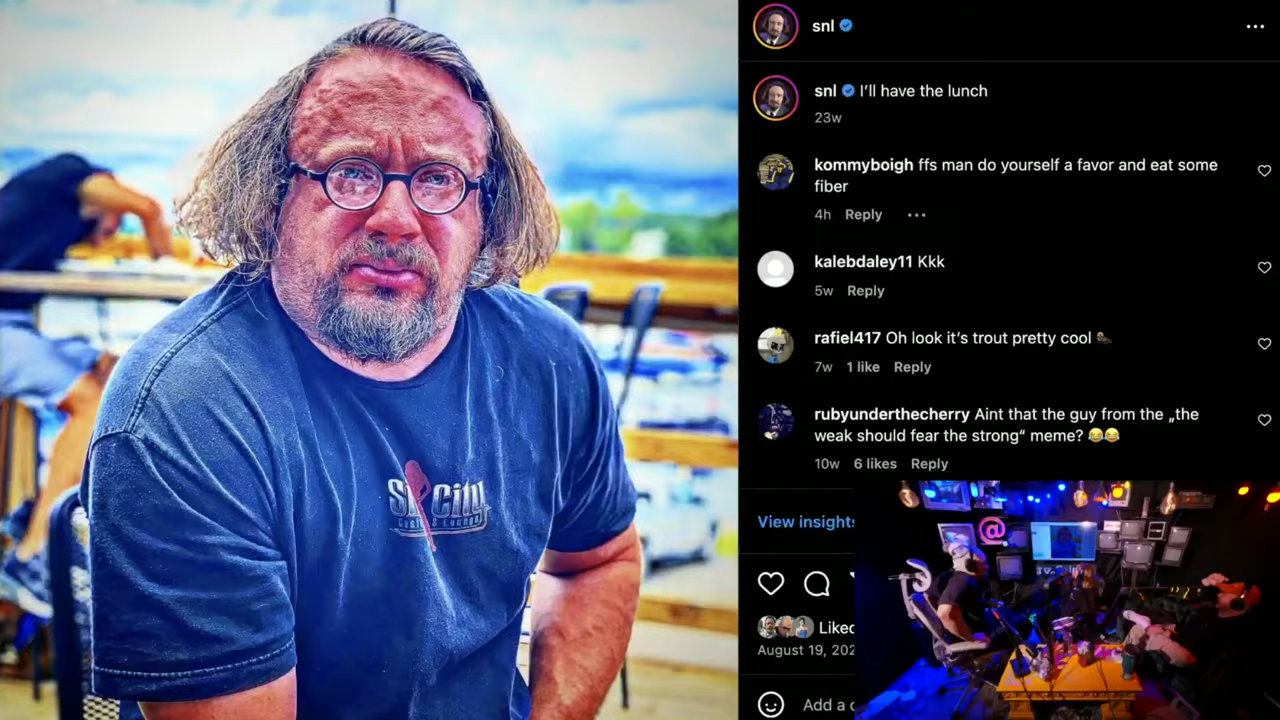 snl
snl I'll have the lunch
23w
kommyboigh ffs man do yourself a favor and eat some
fiber
4h Reply
kalebdaley11 Kkk
5w Reply
rafiel417 Oh look it's trout pretty cool
7w 1 like Reply
rubyunderthecherry Aint that the guy from the „the
weak should fear the strong“ meme? 😂😂
10w 6 likes Reply
City
View insights
@
Liked
August 19, 202
Add a c